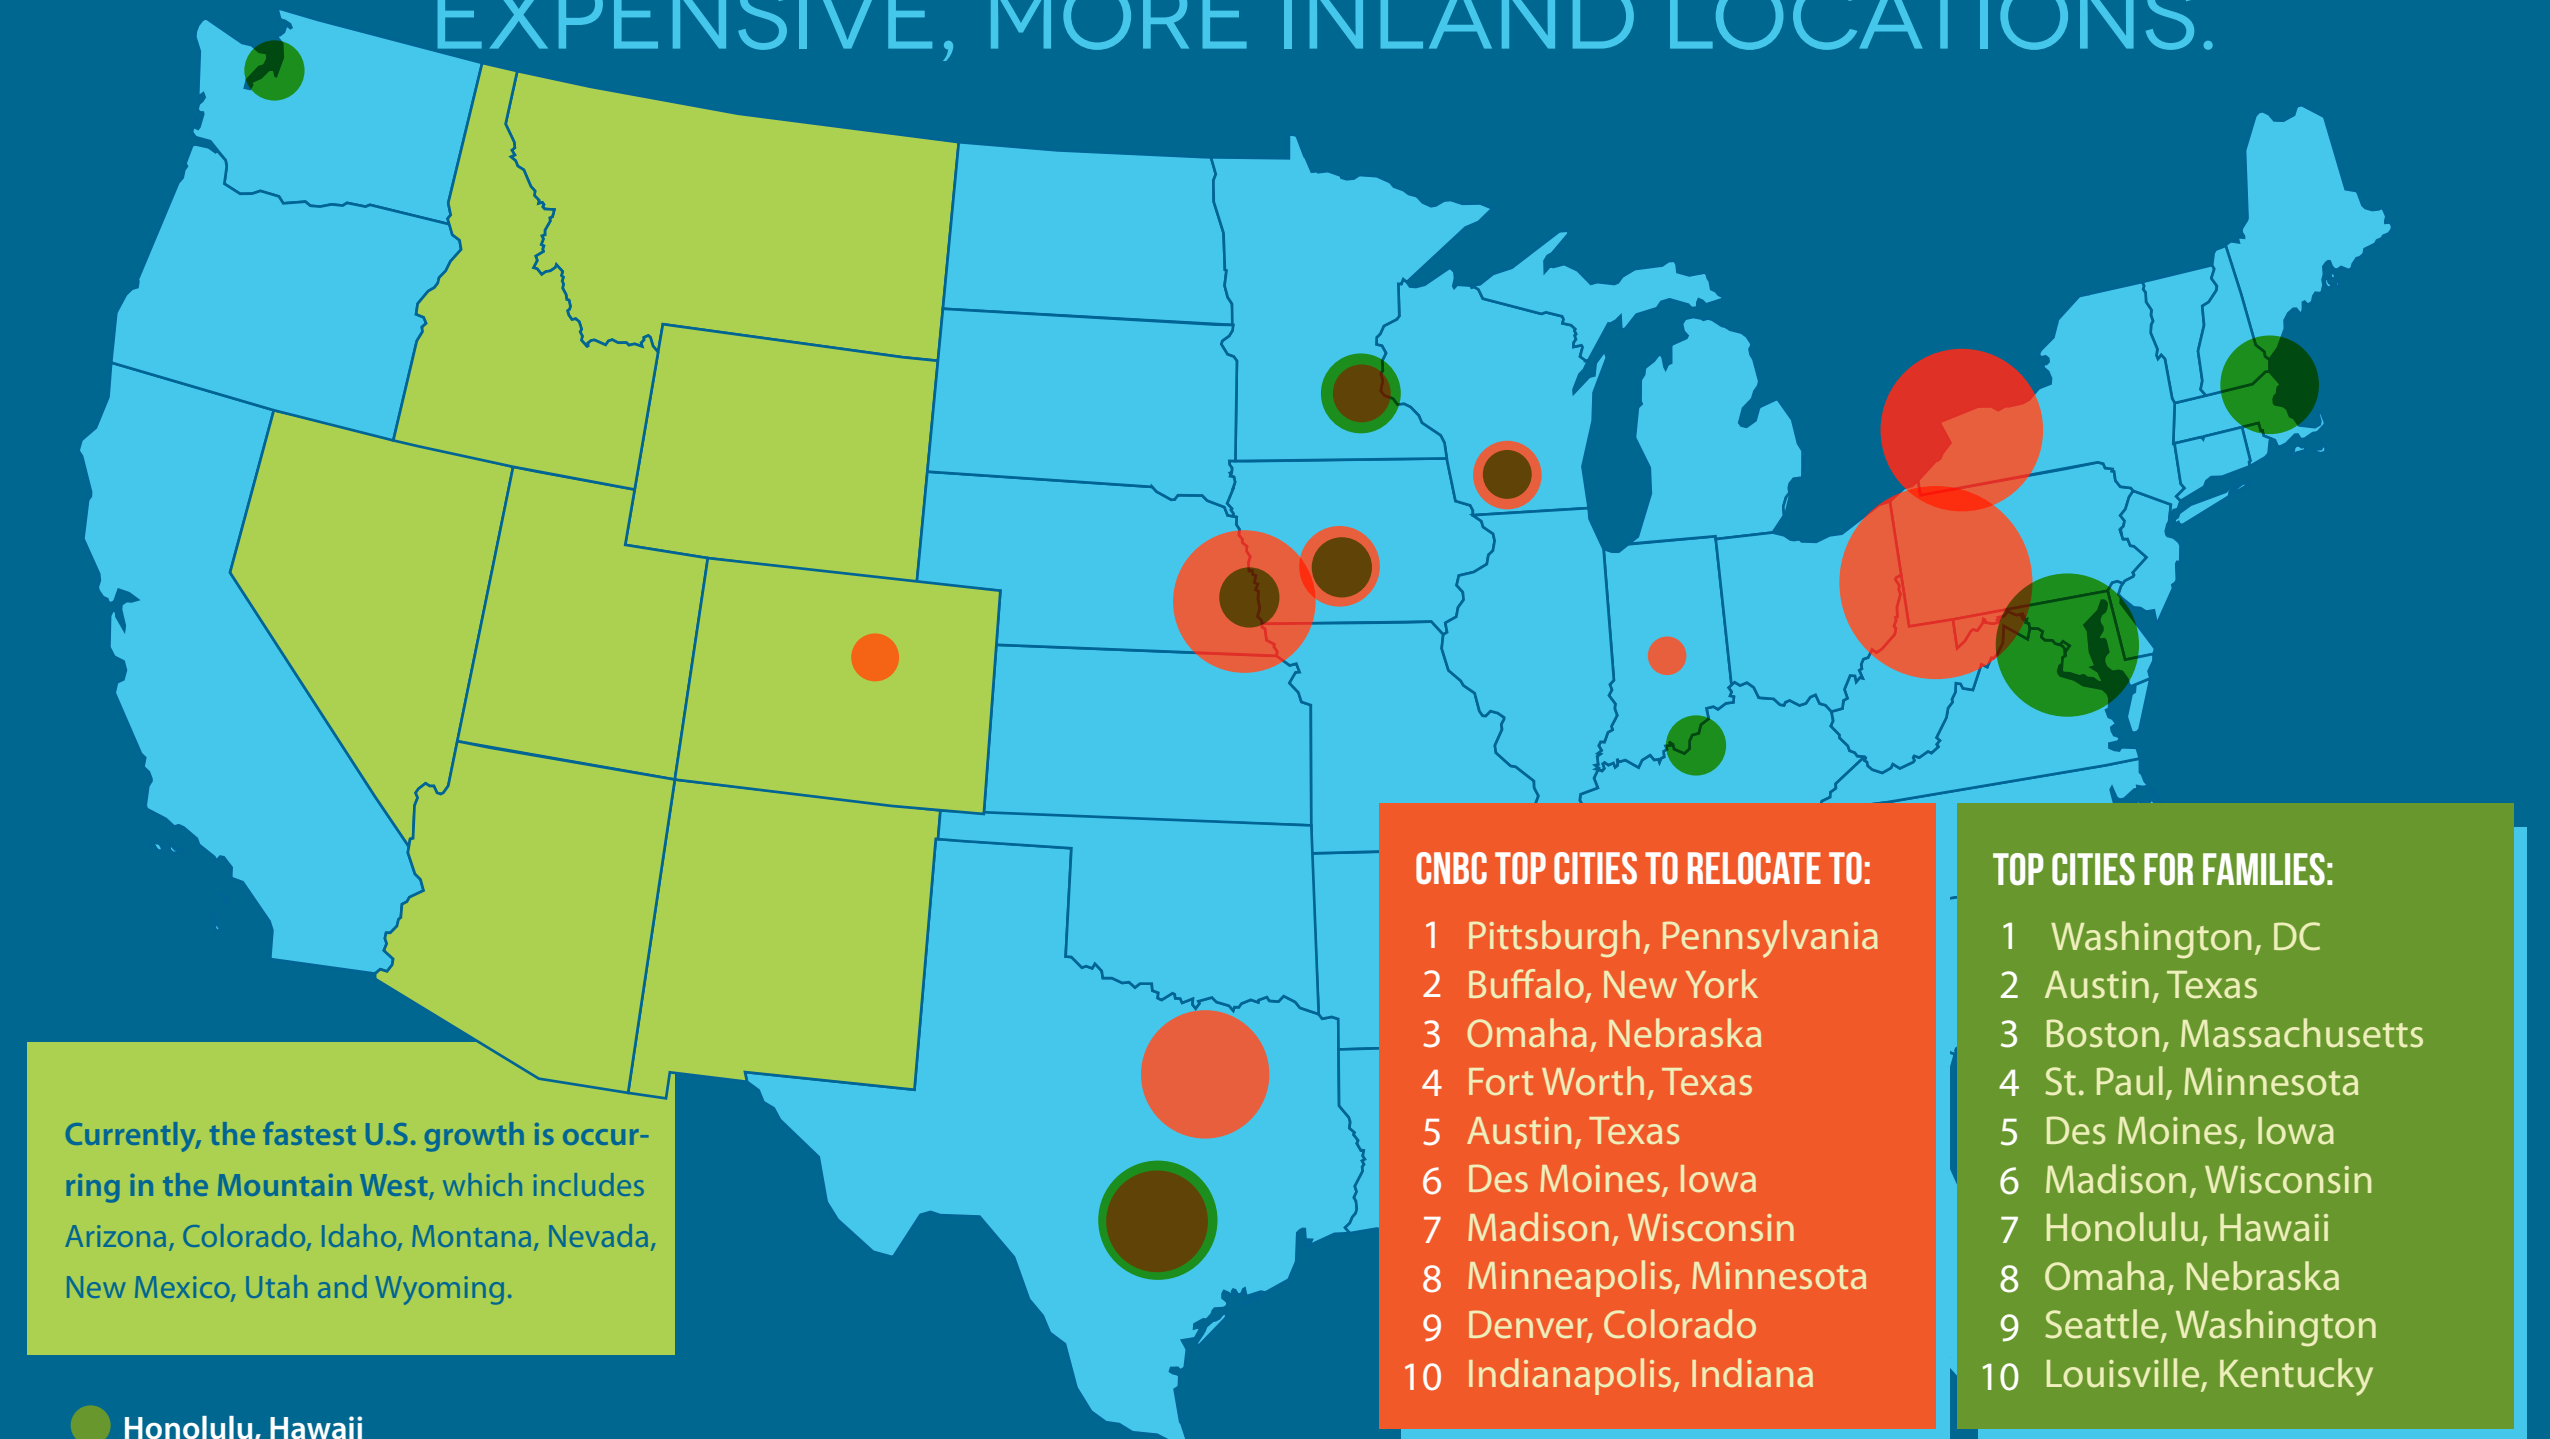 EXPENSIVE, MORE INLAND LOCATIONS.
Currently, the fastest U.S. growth is occur-
ring in the Mountain West, which includes
Arizona, Colorado, Idaho, Montana, Nevada,
New Mexico, Utah and Wyoming.
Honolulu, Hawaii
CNBC TOP CITIES TO RELOCATE TO:
1 Pittsburgh, Pennsylvania
2 Buffalo, New York
3 Omaha, Nebraska
4 Fort Worth, Texas
5 Austin, Texas
6 Des Moines, Iowa
7 Madison, Wisconsin
8 Minneapolis, Minnesota
9 Denver, Colorado
10 Indianapolis, Indiana
TOP CITIES FOR FAMILIES:
1 Washington, DC
2 Austin, Texas
3 Boston, Massachusetts
4 St. Paul, Minnesota
5 Des Moines, Iowa
6 Madison, Wisconsin
7 Honolulu, Hawaii
8 Omaha, Nebraska
9 Seattle, Washington
10 Louisville, Kentucky